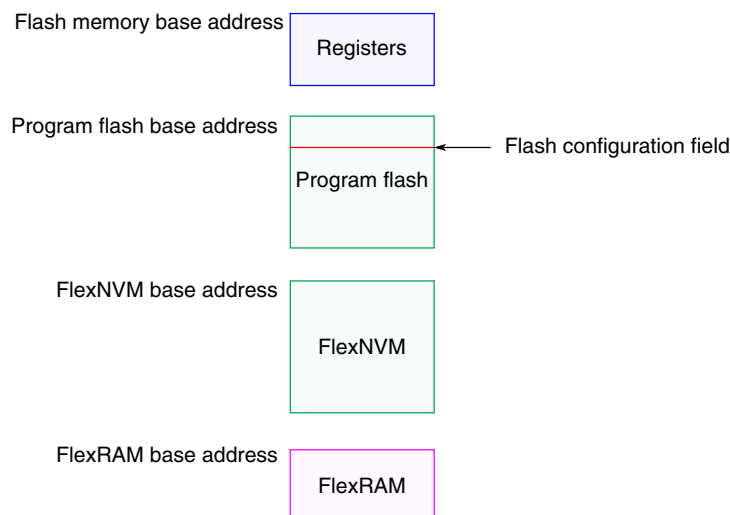 Flash memory base address
Registers
Program flash base address
Flash configuration field
Program flash
FlexNVM base address
FlexNVM
FlexRAM base address
FlexRAM